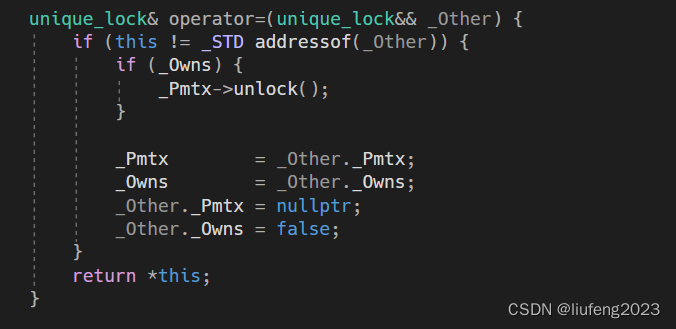 unique_lock& operator=(unique_lock&& _Other) {
    if (this != _STD addressof(_Other)) {
        if (_Owns) {
            _Pmtx->unlock();
        }

        _Pmtx        = _Other._Pmtx;
        _Owns        = _Other._Owns;
        _Other._Pmtx = nullptr;
        _Other._Owns = false;
    }
    return *this;
}
CSDN @liufeng2023